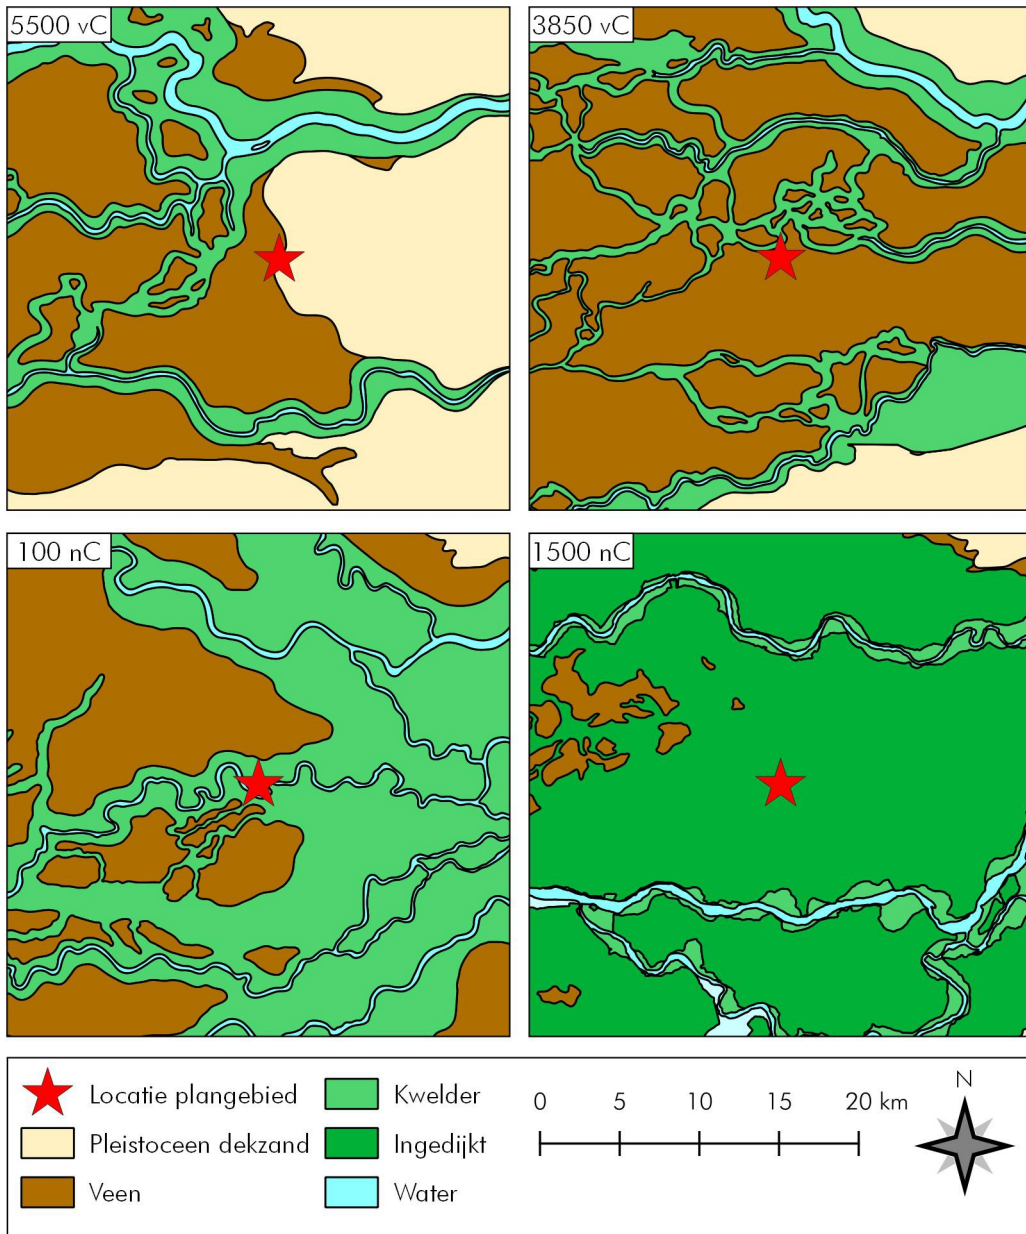 5500 vC
3850 vC
100 nC
1500 nC
Locatie plangebied
Kwelder
Pleistoceen dekzand
Ingedijkt
Veen
Water
0 5 10 15 20 km
N